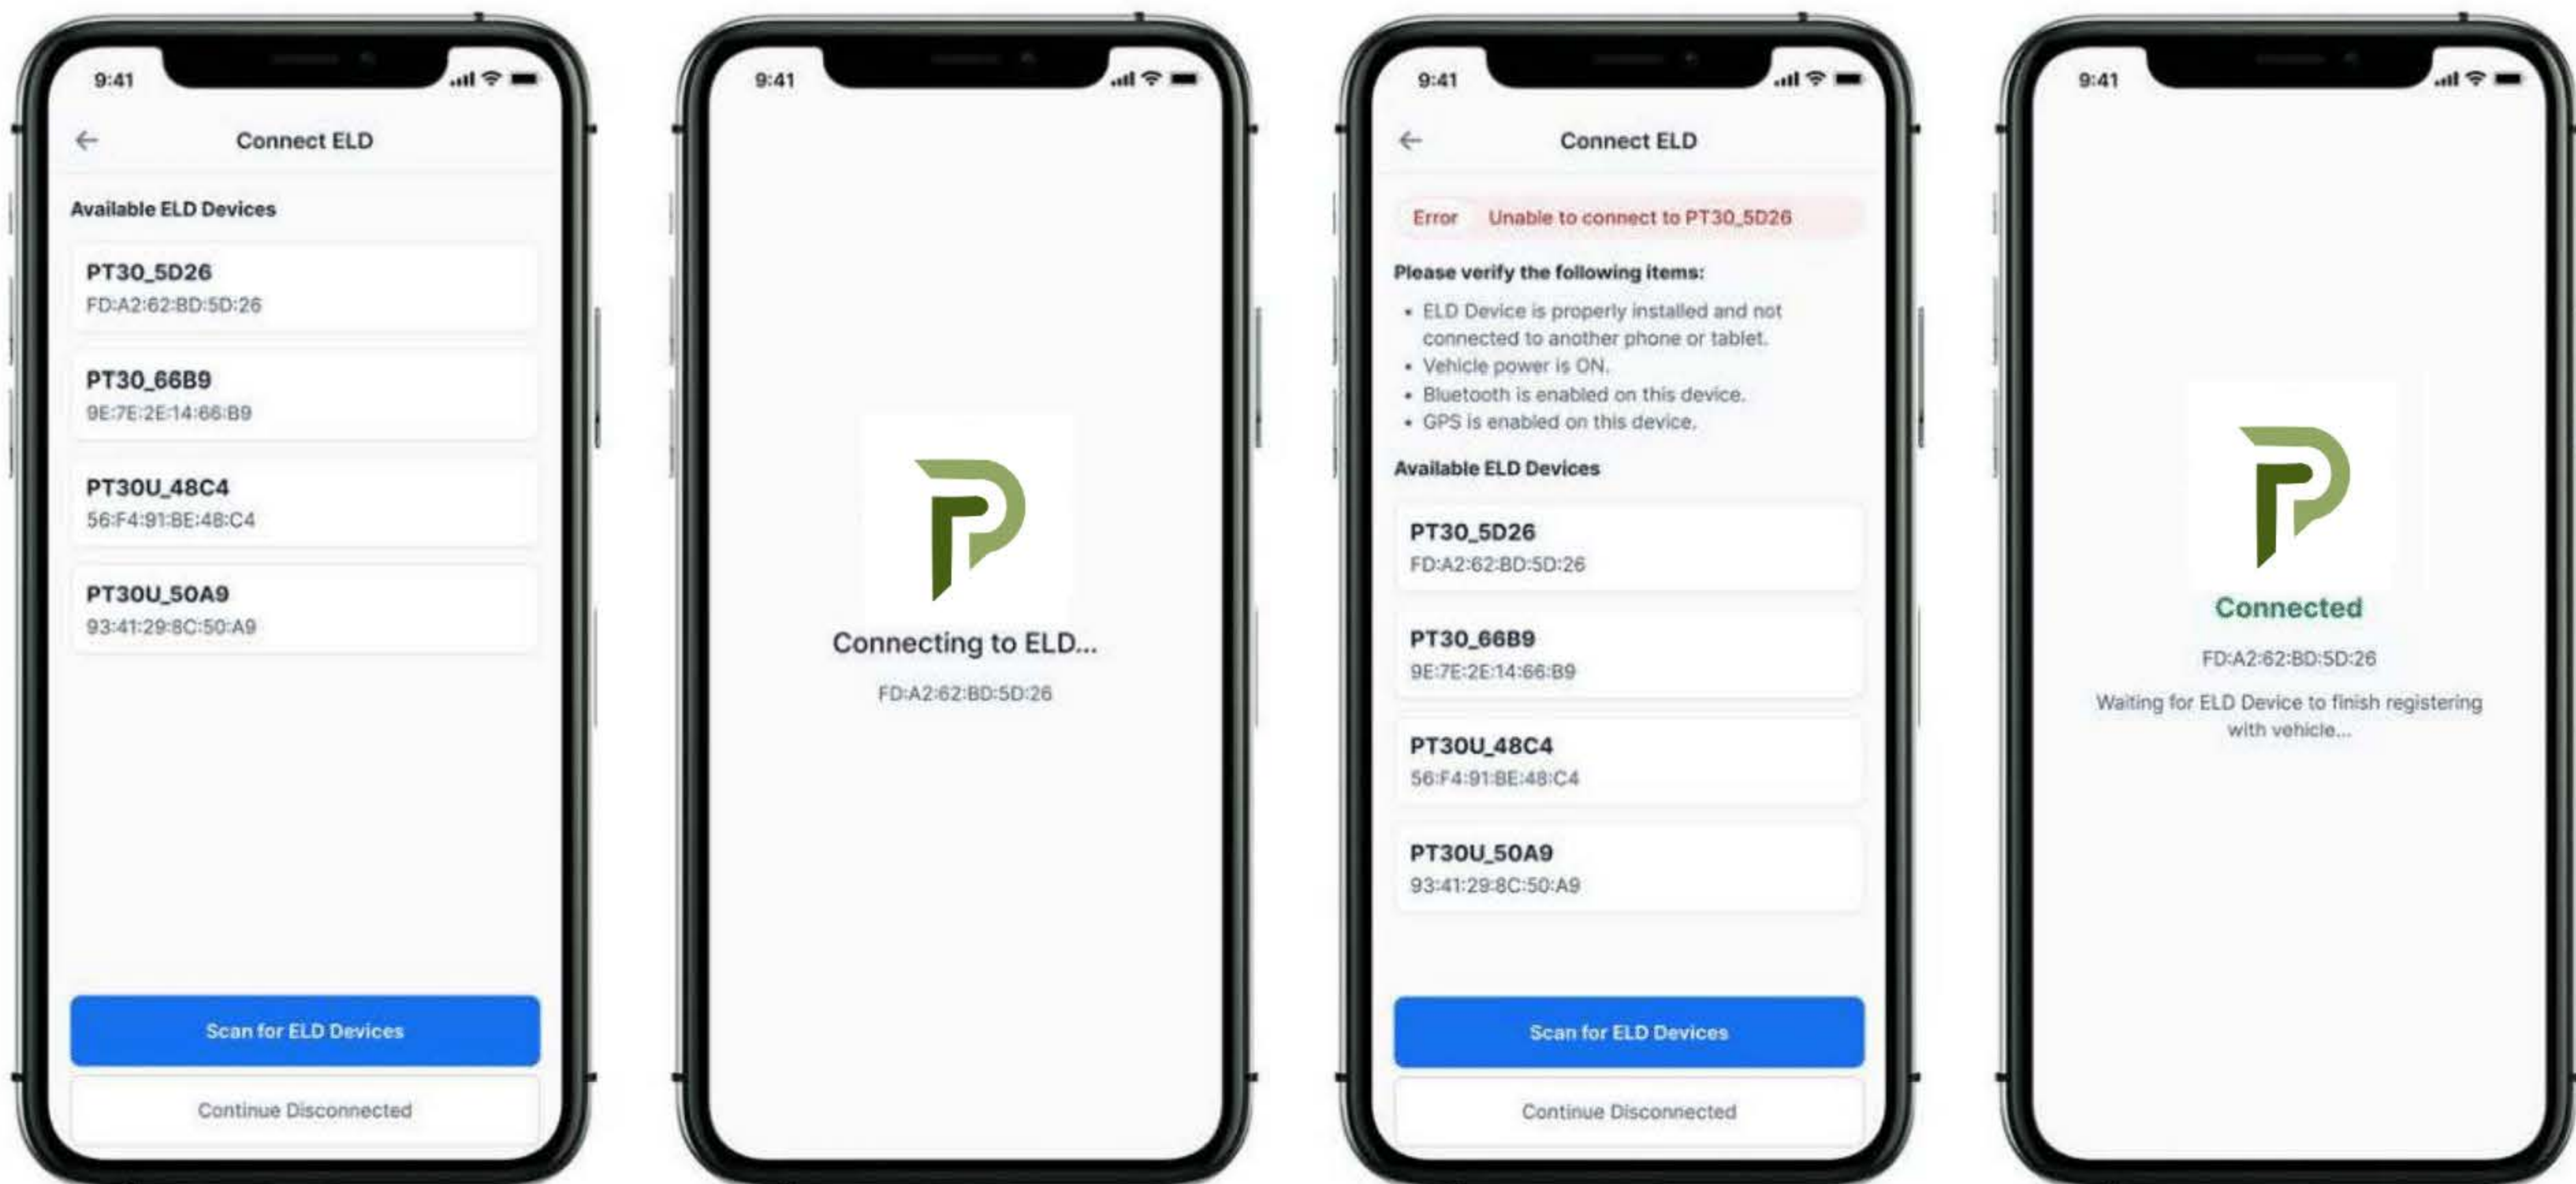 9:41
Connect ELD
Available ELD Devices
PT30_5D26
FD:A2:62:BD:5D:26
PT30_66B9
9E:7E:2E:14:66:B9
PT30U_48C4
56:F4:91:BE:48:C4
PT30U_50A9
93:41:29:8C:50:A9
Scan for ELD Devices
Continue Disconnected
9:41
Connecting to ELD...
FD:A2:62:BD:5D:26
9:41
Connect ELD
Error Unable to connect to PT30_5D26
Please verify the following items:
• ELD Device is properly installed and not
connected to another phone or tablet.
• Vehicle power is ON.
• Bluetooth is enabled on this device.
• GPS is enabled on this device.
Available ELD Devices
PT30_5D26
FD:A2:62:BD:5D:26
PT30_66B9
9E:7E:2E:14:66:B9
PT30U_48C4
56:F4:91:BE:48:C4
PT30U_50A9
93:41:29:8C:50:A9
Scan for ELD Devices
Continue Disconnected
9:41
Connected
FD:A2:62:BD:5D:26
Waiting for ELD Device to finish registering
with vehicle...